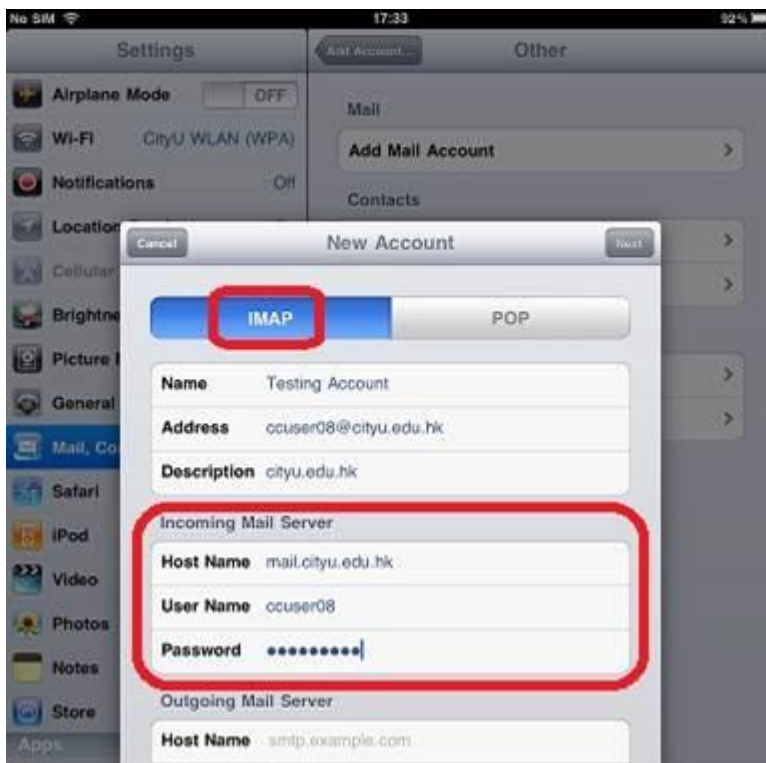 No SIM 17:33 92%
Settings Add Account... Other
Airplane Mode OFF
Mail
Wi-Fi CityU WLAN (WPA)
Add Mail Account
Notifications Off
Contacts
Location
Cancel New Account Next
Cellular
IMAP POP
Brightne
Picture
Name Testing Account
General
Address ccuser08@cityu.edu.hk
Mail, Co
Description cityu.edu.hk
Safari
Incoming Mail Server
iPod
Host Name mail.cityu.edu.hk
Video
User Name ccuser08
Photos
Password •••••••••
Notes
Outgoing Mail Server
Store
Host Name smtp.example.com
Apps